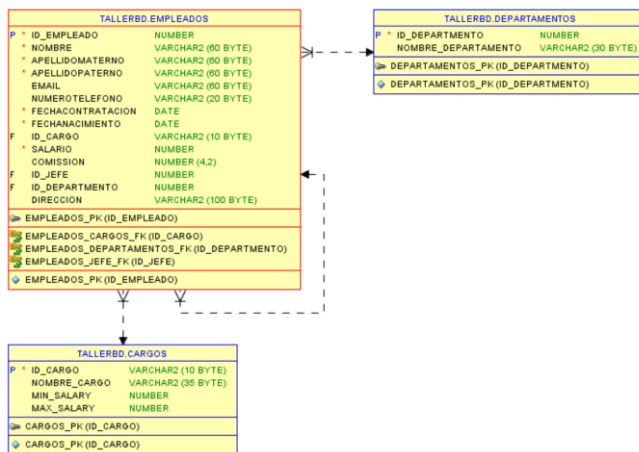 TALLERBD.EMPLEADOS
P * ID_EMPLEADO NUMBER
* NOMBRE VARCHAR2 (60 BYTE)
* APELLIDOMATERNO VARCHAR2 (60 BYTE)
* APELLIDOPATERNO VARCHAR2 (60 BYTE)
EMAIL VARCHAR2 (60 BYTE)
NUMEROTELEFONO VARCHAR2 (20 BYTE)
* FECHACONTRATACION DATE
* FECHANACIMIENTO DATE
F ID_CARGO VARCHAR2 (10 BYTE)
* SALARIO NUMBER
COMISSION NUMBER (4,2)
F ID_JEFE NUMBER
F ID_DEPARTMENTO NUMBER
DIRECCION VARCHAR2 (100 BYTE)
EMPLEADOS_PK (ID_EMPLEADO)
EMPLEADOS_CARGOS_FK (ID_CARGO)
EMPLEADOS_DEPARTAMENTOS_FK (ID_DEPARTMENTO)
EMPLEADOS_JEFE_FK (ID_JEFE)
EMPLEADOS_PK (ID_EMPLEADO)
TALLERBD.DEPARTAMENTOS
P * ID_DEPARTMENTO NUMBER
NOMBRE_DEPARTAMENTO VARCHAR2 (30 BYTE)
DEPARTAMENTOS_PK (ID_DEPARTMENTO)
DEPARTAMENTOS_PK (ID_DEPARTMENTO)
TALLERBD.CARGOS
P * ID_CARGO VARCHAR2 (10 BYTE)
NOMBRE_CARGO VARCHAR2 (35 BYTE)
MIN_SALARY NUMBER
MAX_SALARY NUMBER
CARGOS_PK (ID_CARGO)
CARGOS_PK (ID_CARGO)